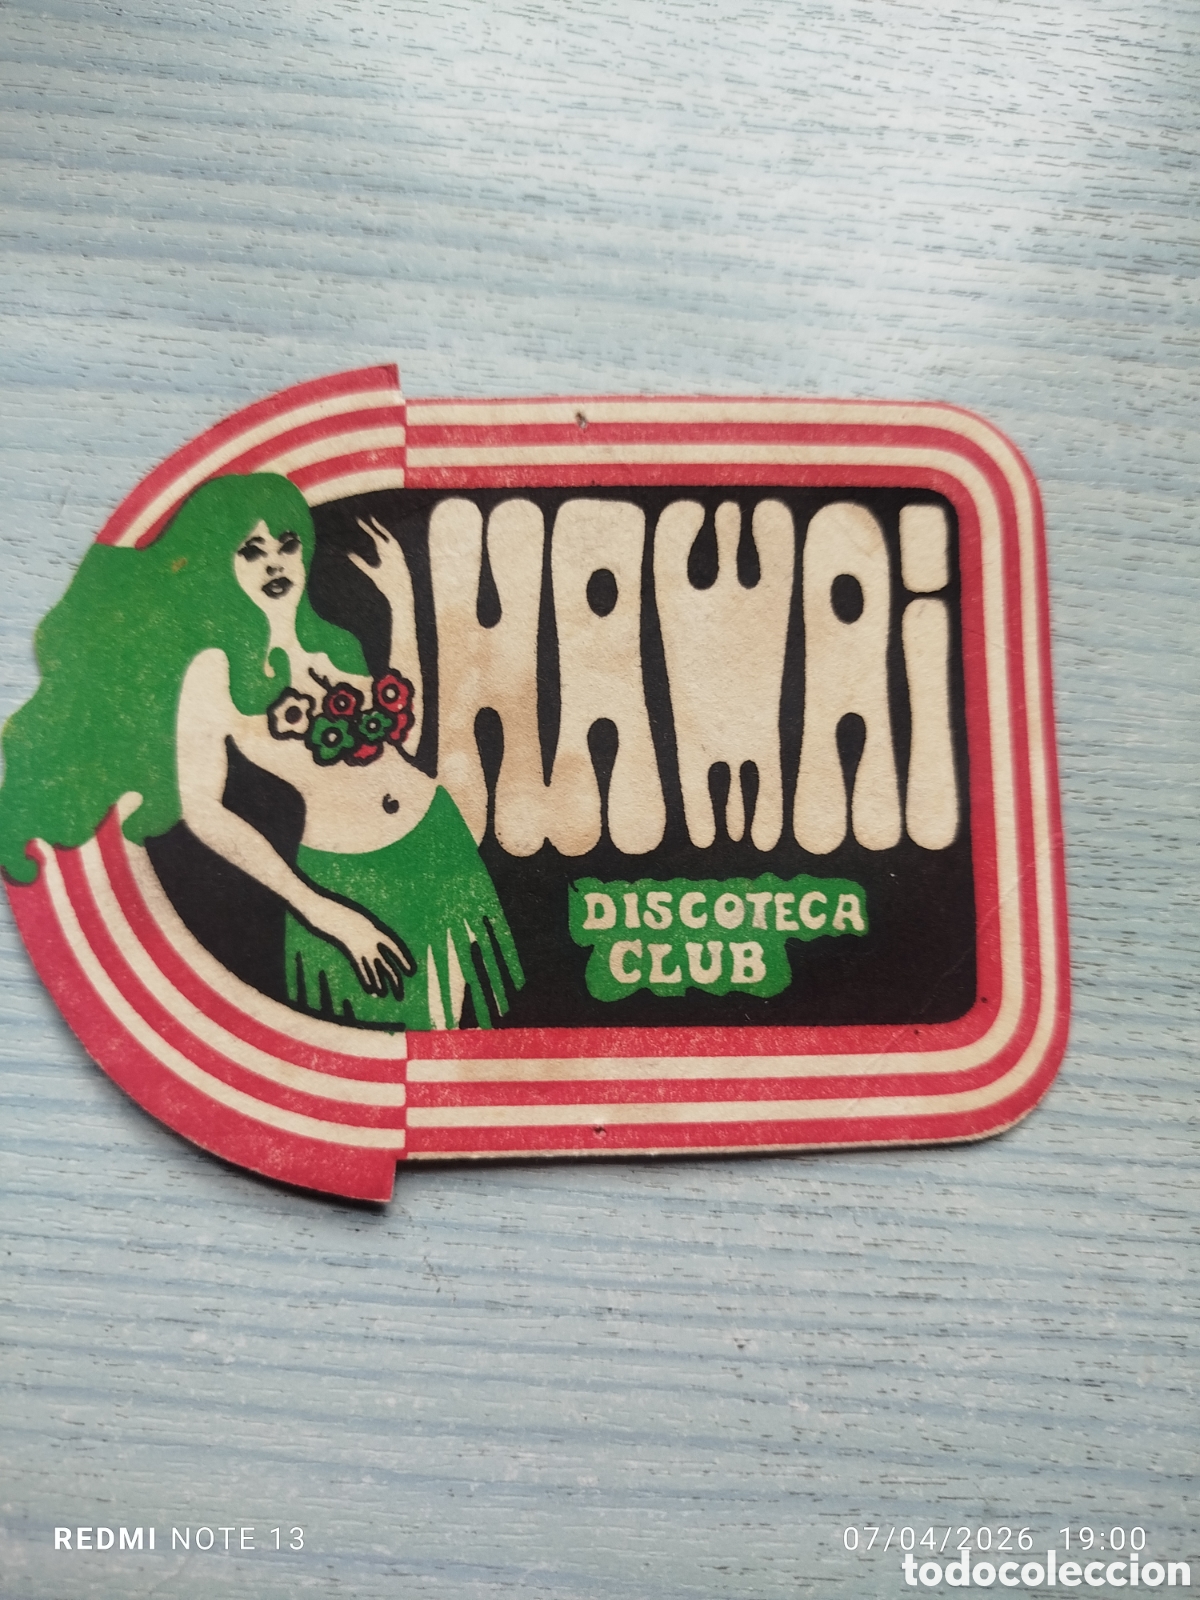 HAWAi
DISCOTECA
CLUB
REDMI NOTE 13
07/04/2026 19:00
todocoleccion